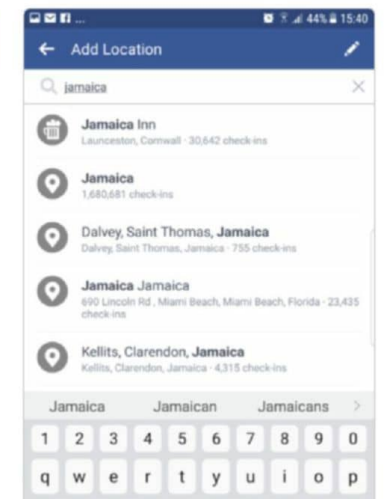 44% 15:40
Add Location
jamaica
Jamaica Inn
Launceston, Cornwall · 30,642 check-ins
Jamaica
1,680,681 check-ins
Dalvey, Saint Thomas, Jamaica
Dalvey, Saint Thomas, Jamaica · 755 check-ins
Jamaica Jamaica
690 Lincoln Rd , Miami Beach, Miami Beach, Florida · 23,435
check-ins
Kellits, Clarendon, Jamaica
Kellits, Clarendon, Jamaica · 4,315 check-ins
Jamaica Jamaican Jamaicans
1 2 3 4 5 6 7 8 9 0
q w e r t y u i o p